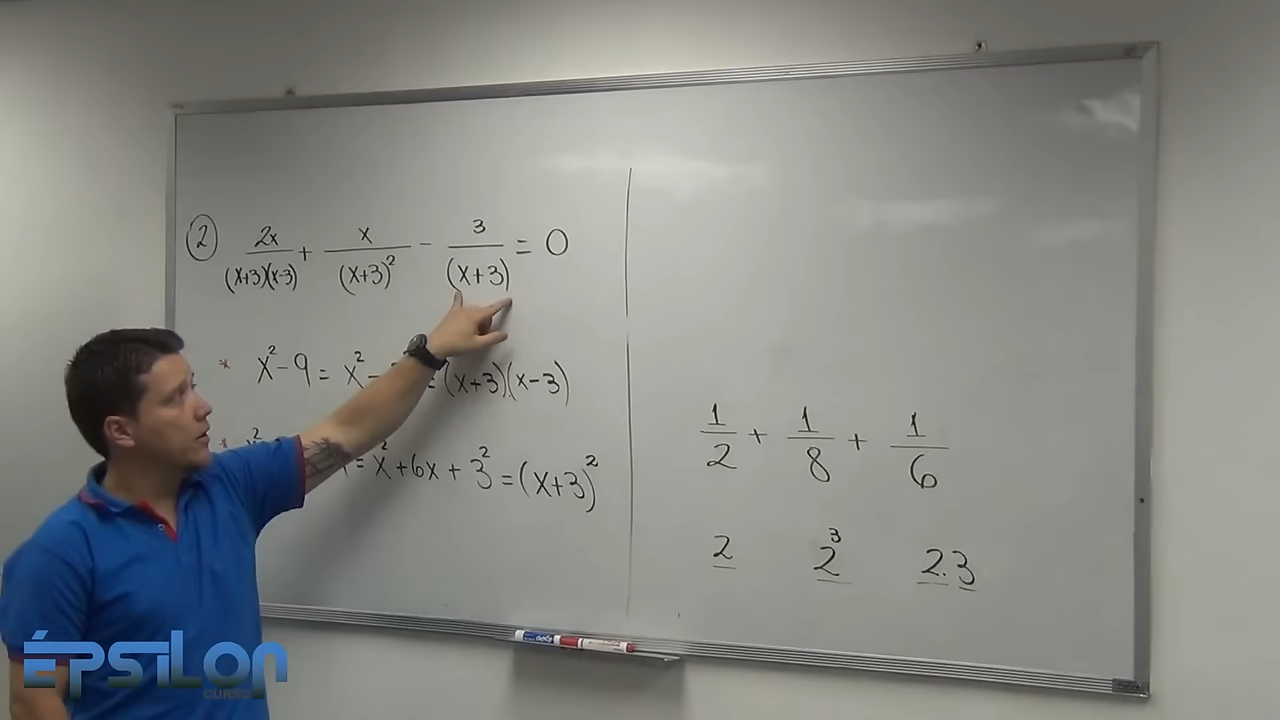 ② 2x/(x+3)(x-3) + x/(x+3)² - 3/(x+3) = 0
* x²-9 = x²- = (x+3)(x-3)
* = x²+6x+3² = (x+3)²
1/2 + 1/8 + 1/6
2 2³ 2.3
ÉPSILON
CURSO